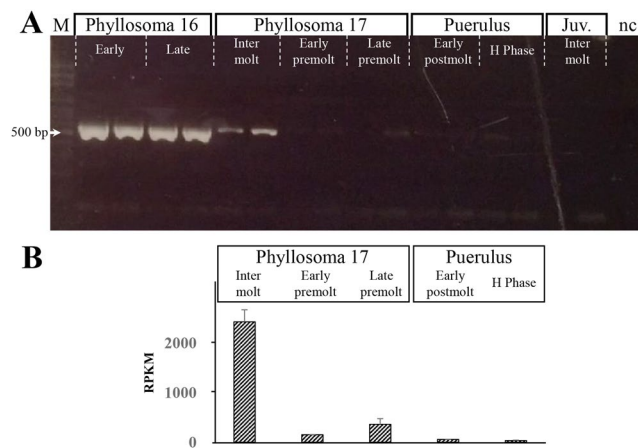 A M Phyllosoma 16 Phyllosoma 17 Puerulus Juv. nc
Early Late Inter molt Early premolt Late premolt Early postmolt H Phase Inter molt
500 bp
B Phyllosoma 17 Puerulus
Inter molt Early premolt Late premolt Early postmolt H Phase
RPKM
2000
1000
0